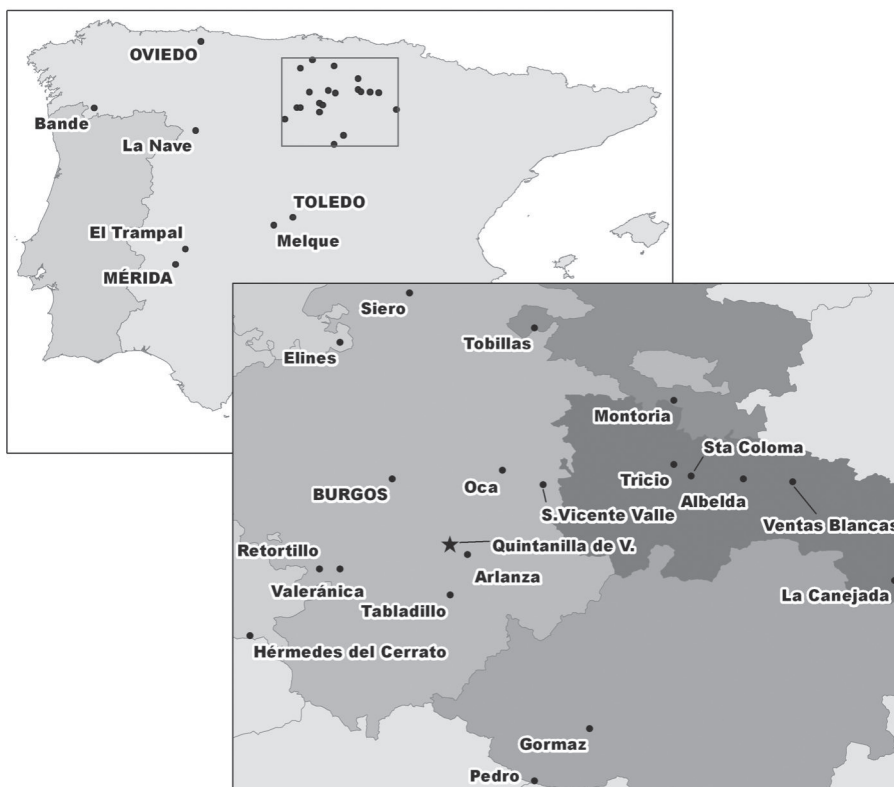 OVIEDO
Bande
La Nave
TOLEDO
El Trampal
Melque
MÉRIDA
Siero
Tobillas
Elines
Montoria
Sta Coloma
Oca
Tricio
BURGOS
Albelda
S.Vicente Valle
Ventas Blancas
Quintanilla de V.
Retortillo
Arlanza
Valeránica
La Canejada
Tabladillo
Hérmedes del Cerrato
Gormaz
Pedro